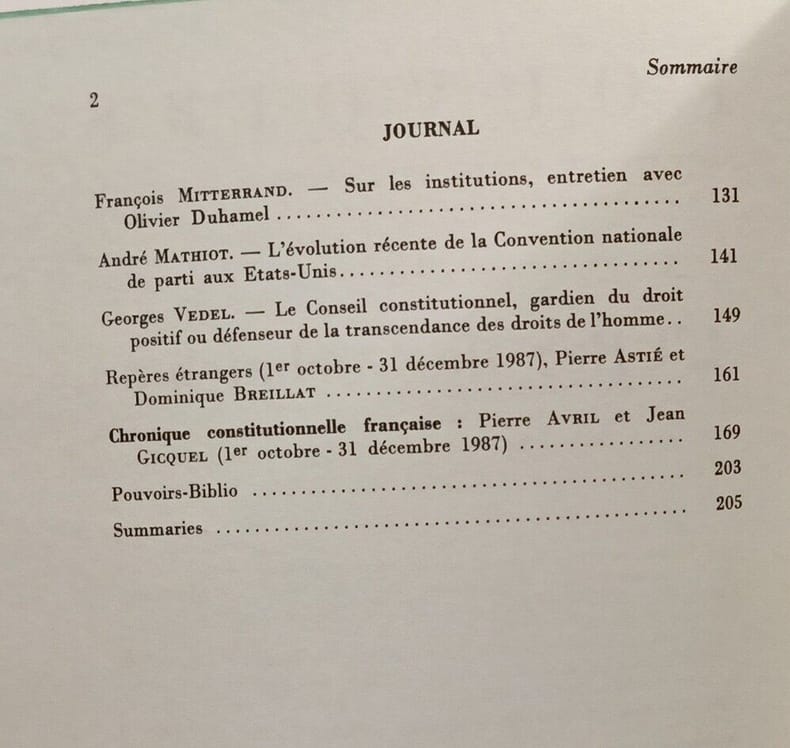 Sommaire
2
JOURNAL
François MITTERRAND. — Sur les institutions, entretien avec
Olivier Duhamel ........................................ 131
André MATHIOT. — L'évolution récente de la Convention nationale
de parti aux Etats-Unis.................................. 141
Georges VEDEL. — Le Conseil constitutionnel, gardien du droit
positif ou défenseur de la transcendance des droits de l'homme.. 149
Repères étrangers (1er octobre - 31 décembre 1987), Pierre ASTIÉ et
Dominique BREILLAT .................................... 161
Chronique constitutionnelle française : Pierre AVRIL et Jean
GICQUEL (1er octobre - 31 décembre 1987) ................. 169
Pouvoirs-Biblio ............................................ 203
Summaries ................................................ 205